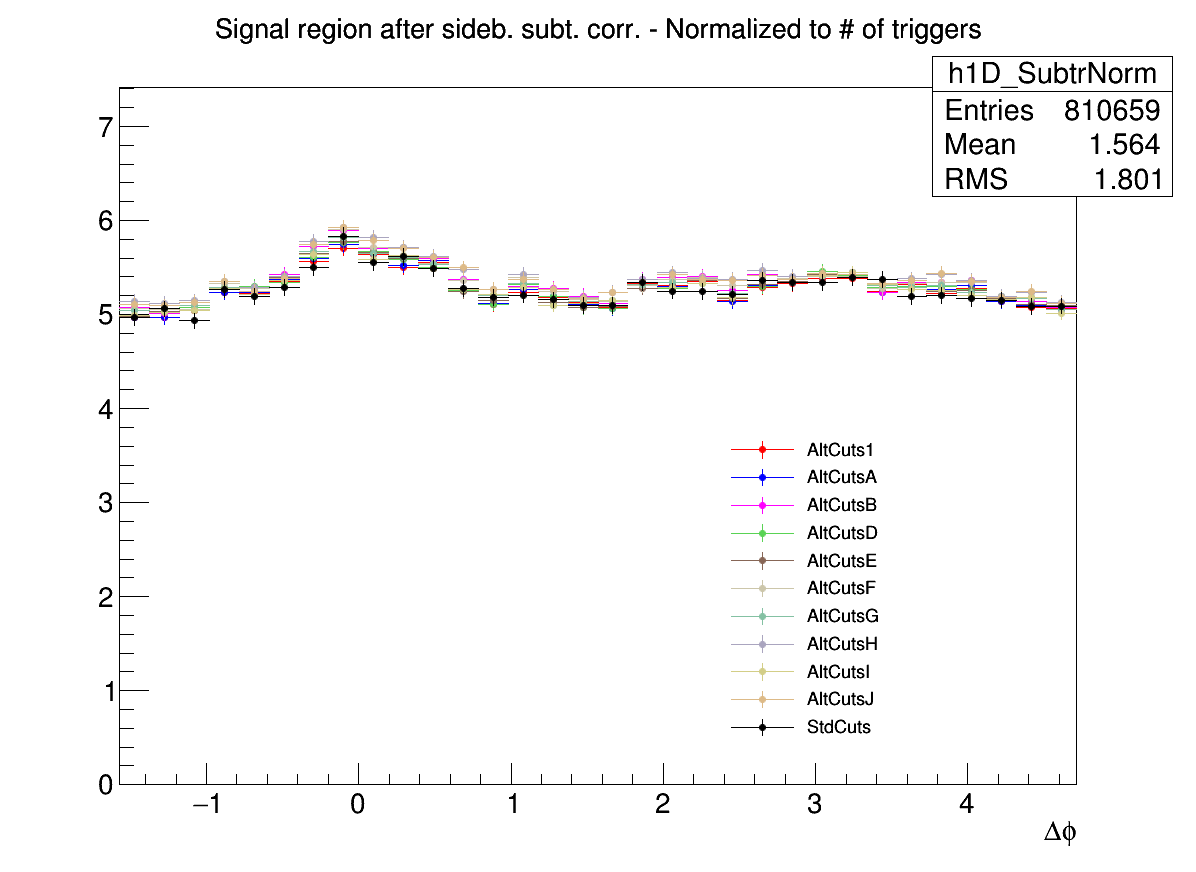 Signal region after sideb. subt. corr. - Normalized to # of triggers
h1D_SubtrNorm
Entries 810659
Mean 1.564
RMS 1.801
7
6
5
4
3
2
1
0
AltCuts1
AltCutsA
AltCutsB
AltCutsD
AltCutsE
AltCutsF
AltCutsG
AltCutsH
AltCutsI
AltCutsJ
StdCuts
−1 0 1 2 3 4
Δϕ